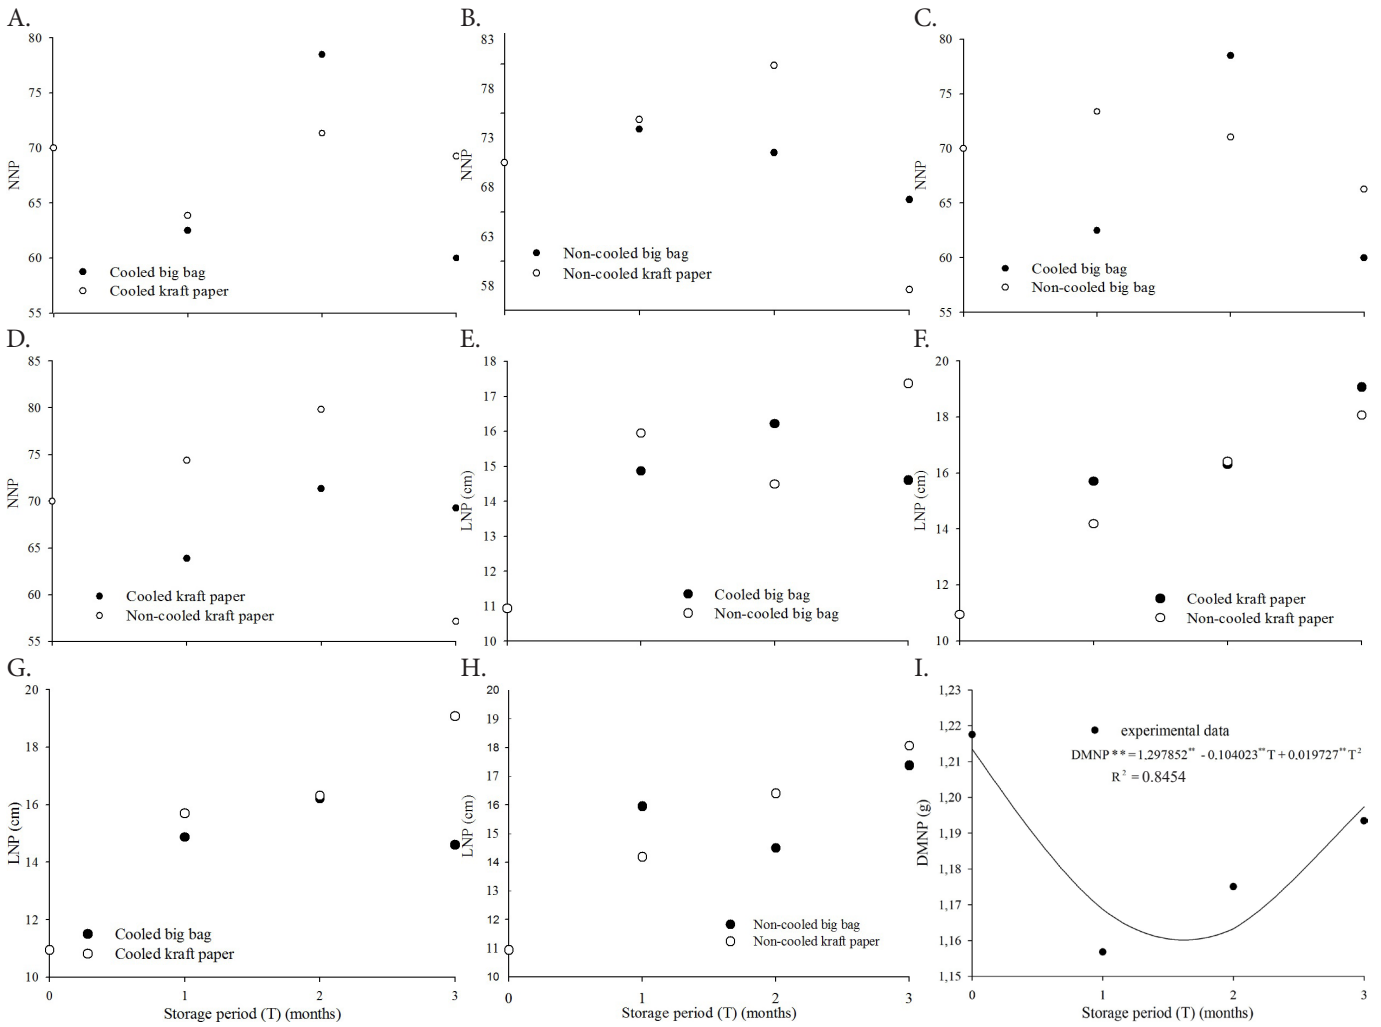 A.
80
70
65
60
55
NNP
Cooled big bag
Cooled kraft paper
B.
83
78
73
68
63
58
NNP
Non-cooled big bag
Non-cooled kraft paper
C.
80
75
70
65
60
55
NNP
Cooled big bag
Non-cooled big bag
D.
85
80
75
70
65
60
55
NNP
Cooled kraft paper
Non-cooled kraft paper
E.
18
17
16
15
14
13
12
11
10
LNP (cm)
Cooled big bag
Non-cooled big bag
F.
20
18
16
14
12
10
LNP (cm)
Cooled kraft paper
Non-cooled kraft paper
G.
20
18
16
14
12
10
LNP (cm)
Cooled big bag
Cooled kraft paper
0 1 2 3
Storage period (T) (months)
H.
20
19
18
17
16
15
14
13
12
11
10
LNP (cm)
Non-cooled big bag
Non-cooled kraft paper
0 1 2 3
Storage period (T) (months)
I.
1,23
1,22
1,21
1,20
1,19
1,18
1,17
1,16
1,15
DMNP (g)
experimental data
DMNP ** = 1,297852** - 0,104023** T + 0,019727** T²
R² = 0.8454
0 1 2 3
Storage period (T) (months)